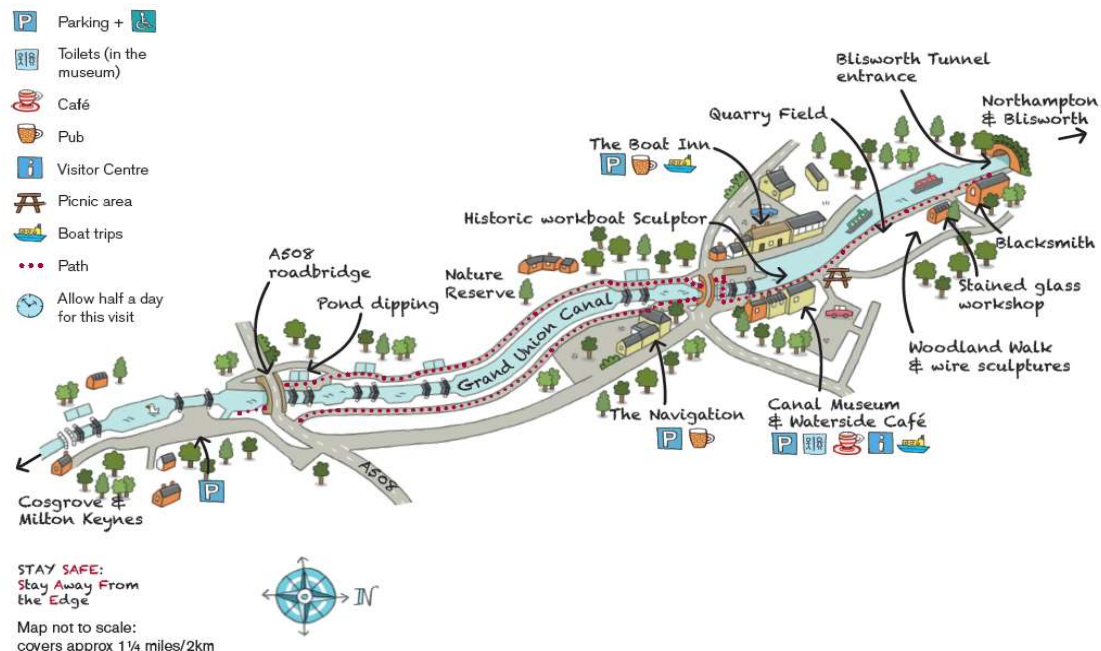 P
Parking +
Toilets (in the
museum)
Café
Pub
i
Visitor Centre
Picnic area
Boat trips
Path
Allow half a day
for this visit
Blisworth Tunnel
entrance
Northampton
& Blisworth
Quarry Field
The Boat Inn
P
Historic workboat Sculptor
Blacksmith
Stained glass
workshop
Woodland Walk
& wire sculptures
A508
roadbridge
Nature
Reserve
Pond dipping
Grand Union Canal
The Navigation
P
Canal Museum
& Waterside Café
P
i
A508
P
Cosgrove &
Milton Keynes
STAY SAFE:
Stay Away From
the Edge
N
Map not to scale:
covers approx 1¼ miles/2km